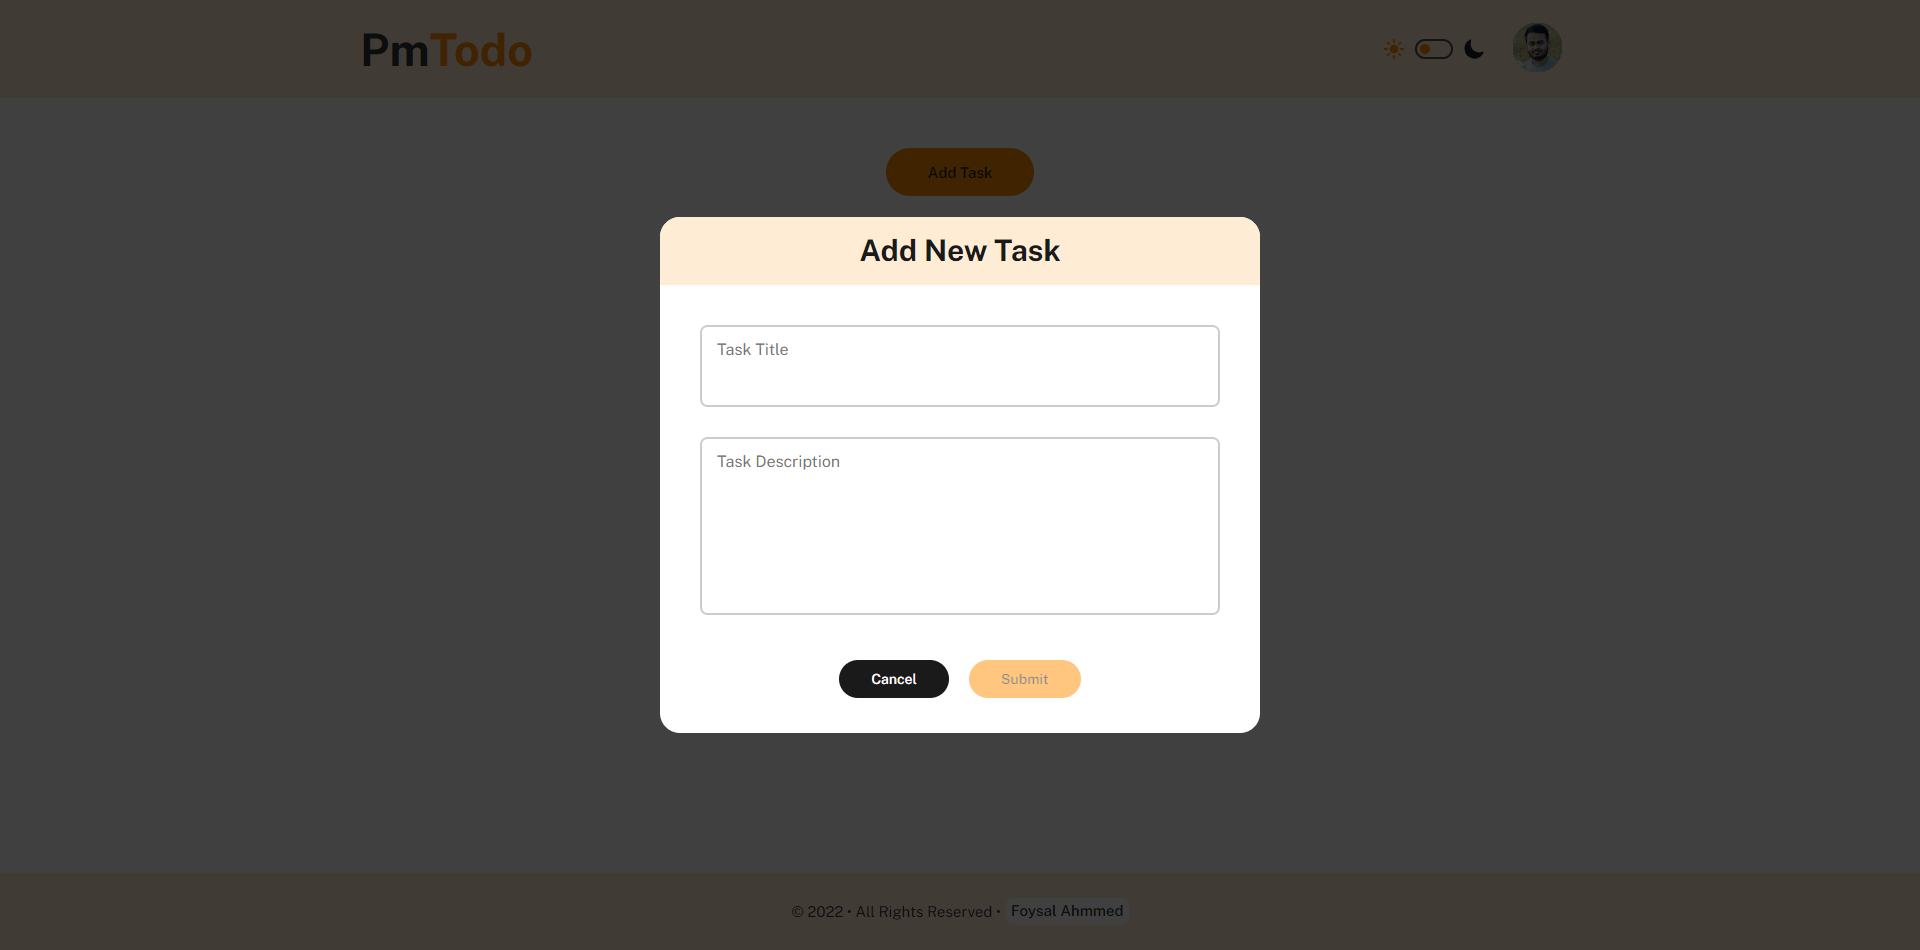 PmTodo
Add Task
Add New Task
Task Title
Task Description
Cancel Submit
© 2022 • All Rights Reserved • Foysal Ahmmed